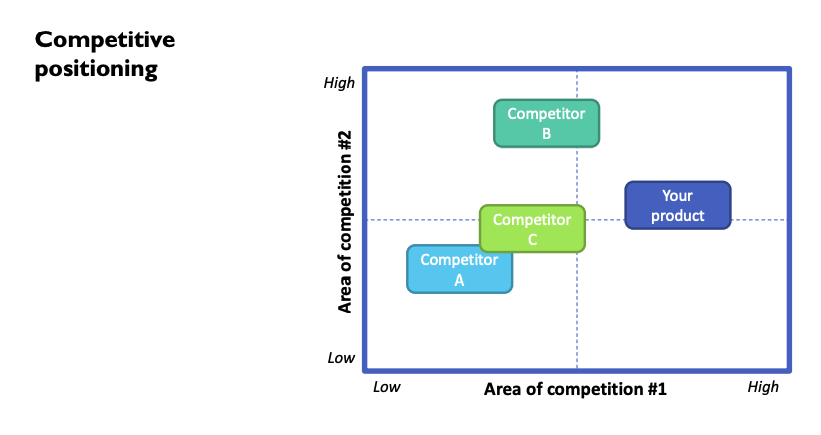 Competitive
positioning
High
Competitor
B
Area of competition #2
Your
product
Competitor
C
Competitor
A
Low
Low
Area of competition #1
High